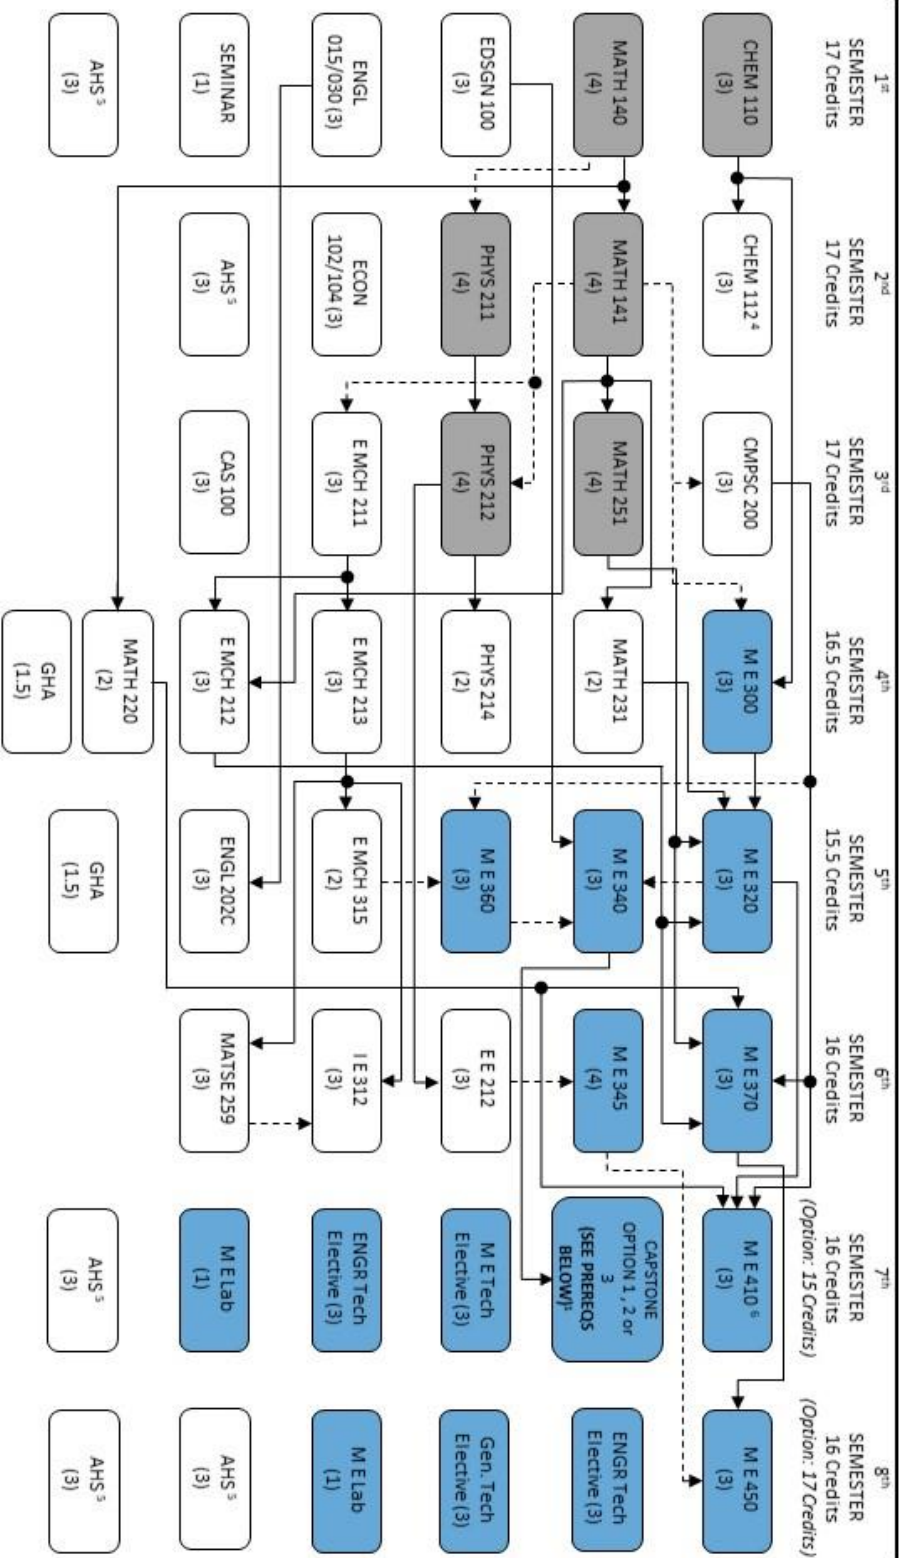 1st
SEMESTER
17 Credits
CHEM 110
(3)
MATH 140
(4)
EDSGN 100
(3)
ENGL
015/030 (3)
SEMINAR
(1)
AHS 5
(3)
2nd
SEMESTER
17 Credits
CHEM 112 4
(3)
MATH 141
(4)
PHYS 211
(4)
ECON
102/104 (3)
AHS 5
(3)
3rd
SEMESTER
17 Credits
CMPSC 200
(3)
MATH 251
(4)
PHYS 212
(4)
E MCH 211
(3)
CAS 100
(3)
4th
SEMESTER
16.5 Credits
M E 300
(3)
MATH 231
(2)
PHYS 214
(2)
E MCH 213
(3)
E MCH 212
(3)
MATH 220
(2)
GHA
(1.5)
5th
SEMESTER
15.5 Credits
M E 320
(3)
M E 340
(3)
M E 360
(3)
E MCH 315
(2)
ENGL 202C
(3)
GHA
(1.5)
6th
SEMESTER
16 Credits
M E 370
(3)
M E 345
(4)
EE 212
(3)
I E 312
(3)
MATSE 259
(3)
7th
SEMESTER
16 Credits
(Option: 15 Credits)
M E 410 6
(3)
CAPSTONE
OPTION 1 , 2 or
3
(SEE PREREQS
BELOW)1
M E Tech
Elective (3)
ENGR Tech
Elective (3)
M E Lab
(1)
AHS 5
(3)
8th
SEMESTER
16 Credits
(Option: 17 Credits)
M E 450
(3)
ENGR Tech
Elective (3)
Gen. Tech
Elective (3)
M E Lab
(1)
AHS 5
(3)
AHS 5
(3)